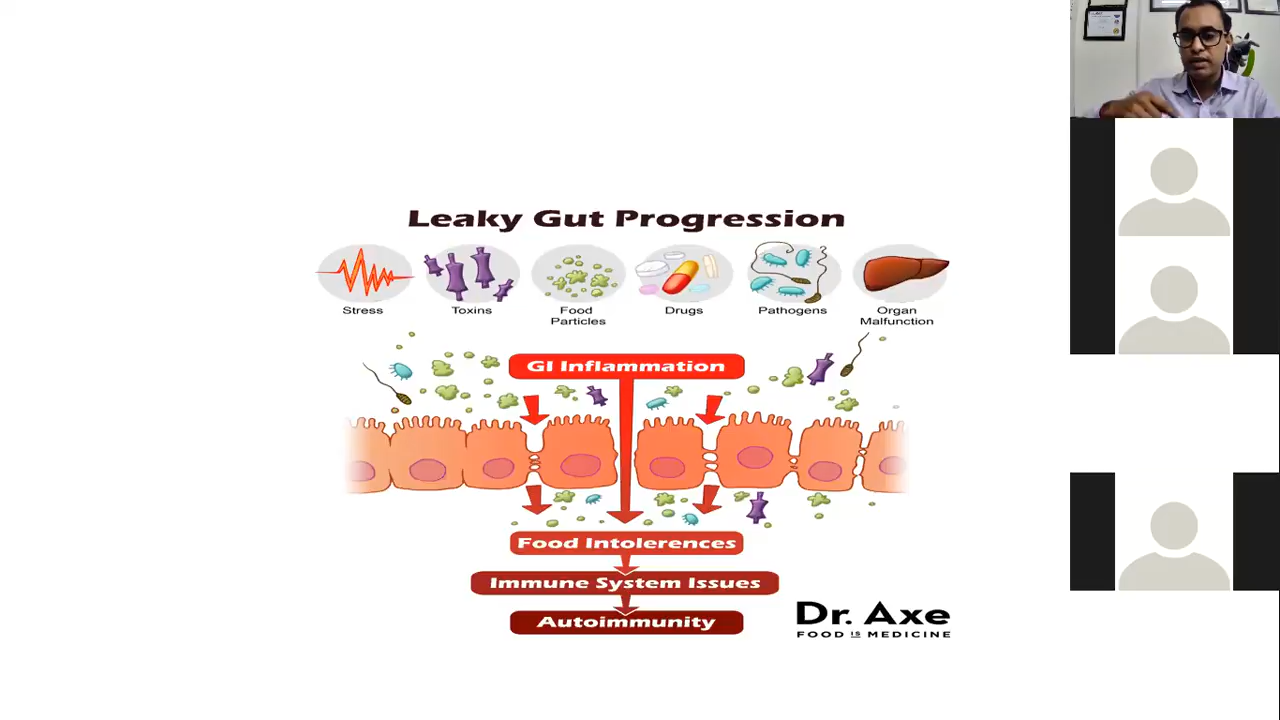 Leaky Gut Progression
Stress
Toxins
Food
Particles
Drugs
Pathogens
Organ
Malfunction
GI Inflammation
Food Intolerences
Immune System Issues
Autoimmunity
Dr. Axe
FOOD IS MEDICINE